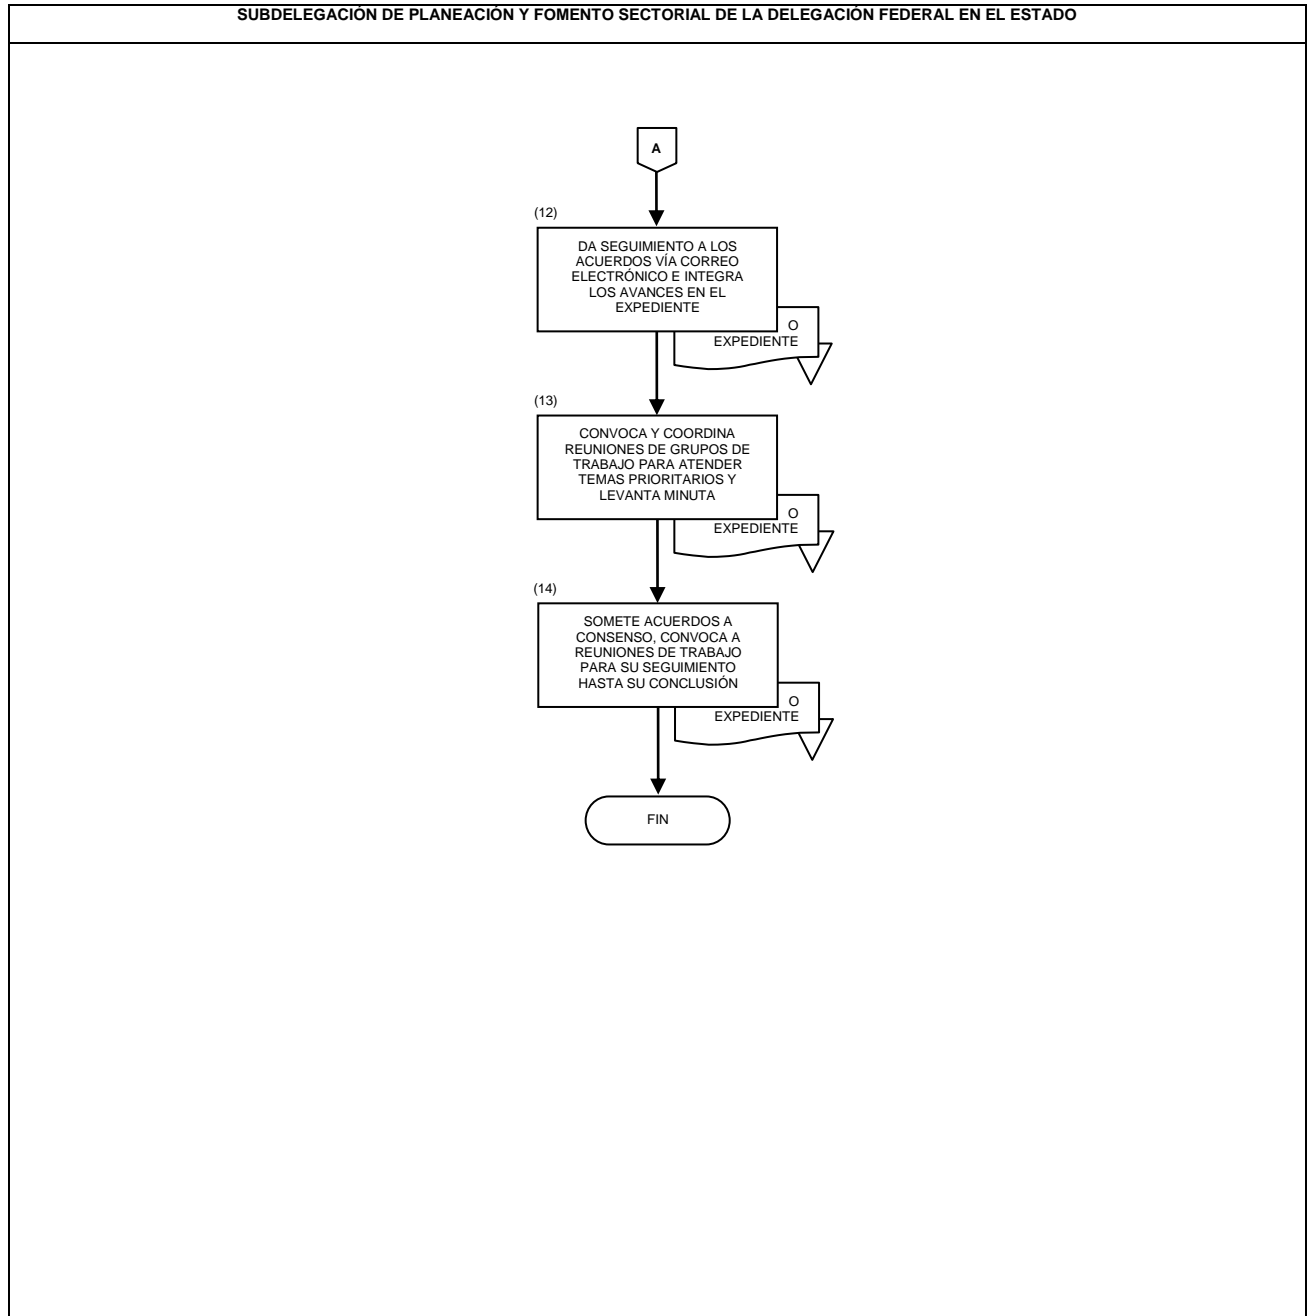 SUBDELEGACIÓN DE PLANEACIÓN Y FOMENTO SECTORIAL DE LA DELEGACIÓN FEDERAL EN EL ESTADO
A
(12)
DA SEGUIMIENTO A LOS
ACUERDOS VÍA CORREO
ELECTRÓNICO E INTEGRA
LOS AVANCES EN EL
EXPEDIENTE
O
EXPEDIENTE
(13)
CONVOCA Y COORDINA
REUNIONES DE GRUPOS DE
TRABAJO PARA ATENDER
TEMAS PRIORITARIOS Y
LEVANTA MINUTA
O
EXPEDIENTE
(14)
SOMETE ACUERDOS A
CONSENSO, CONVOCA A
REUNIONES DE TRABAJO
PARA SU SEGUIMIENTO
HASTA SU CONCLUSIÓN
O
EXPEDIENTE
FIN